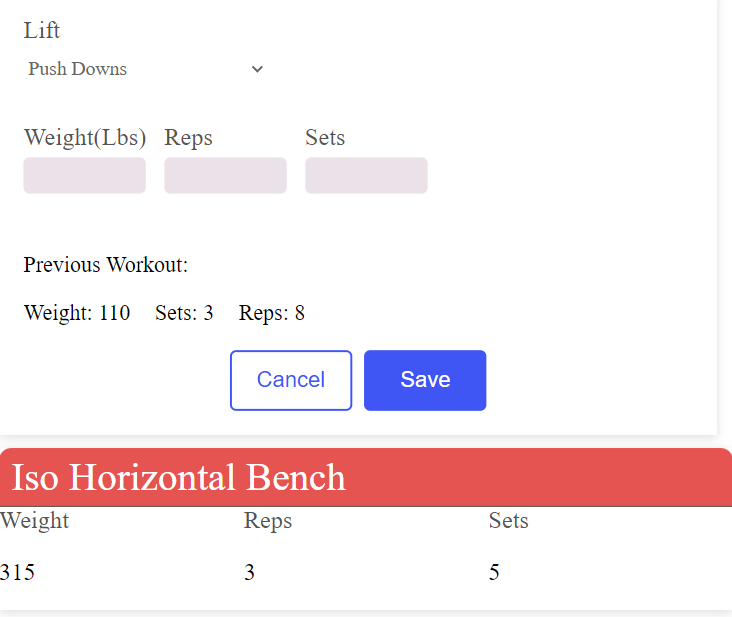 Lift
Push Downs
Weight(Lbs) Reps Sets
Previous Workout:
Weight: 110 Sets: 3 Reps: 8
Cancel Save
Iso Horizontal Bench
Weight Reps Sets
315 3 5